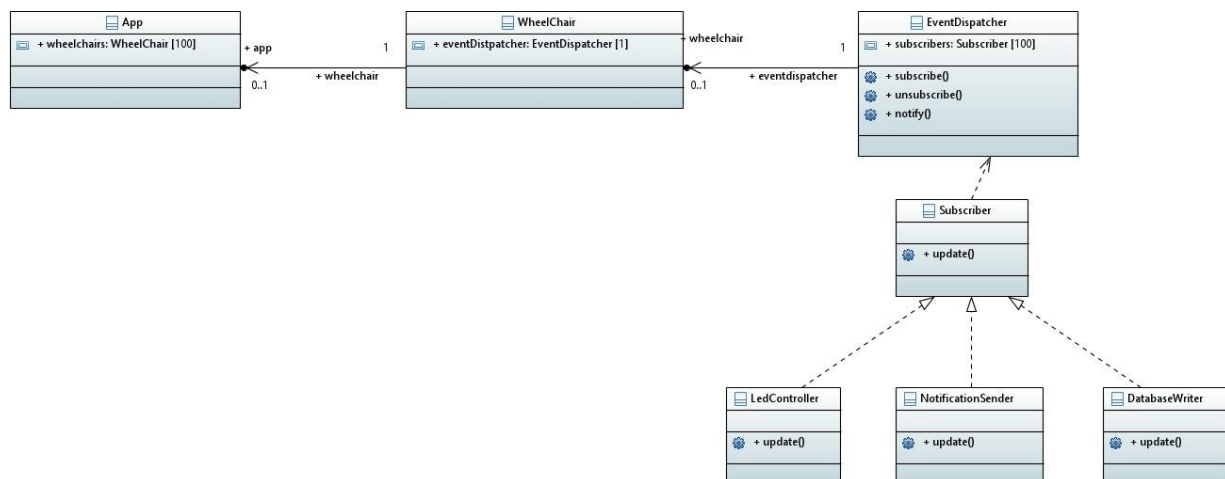 App
+ wheelchairs: WheelChair [100]
+ app
1
0..1
+ wheelchair
WheelChair
+ eventDistpatcher: EventDispatcher [1]
+ wheelchair
1
0..1
+ eventdispatcher
EventDispatcher
+ subscribers: Subscriber [100]
+ subscribe()
+ unsubscribe()
+ notify()
Subscriber
+ update()
LedController
+ update()
NotificationSender
+ update()
DatabaseWriter
+ update()